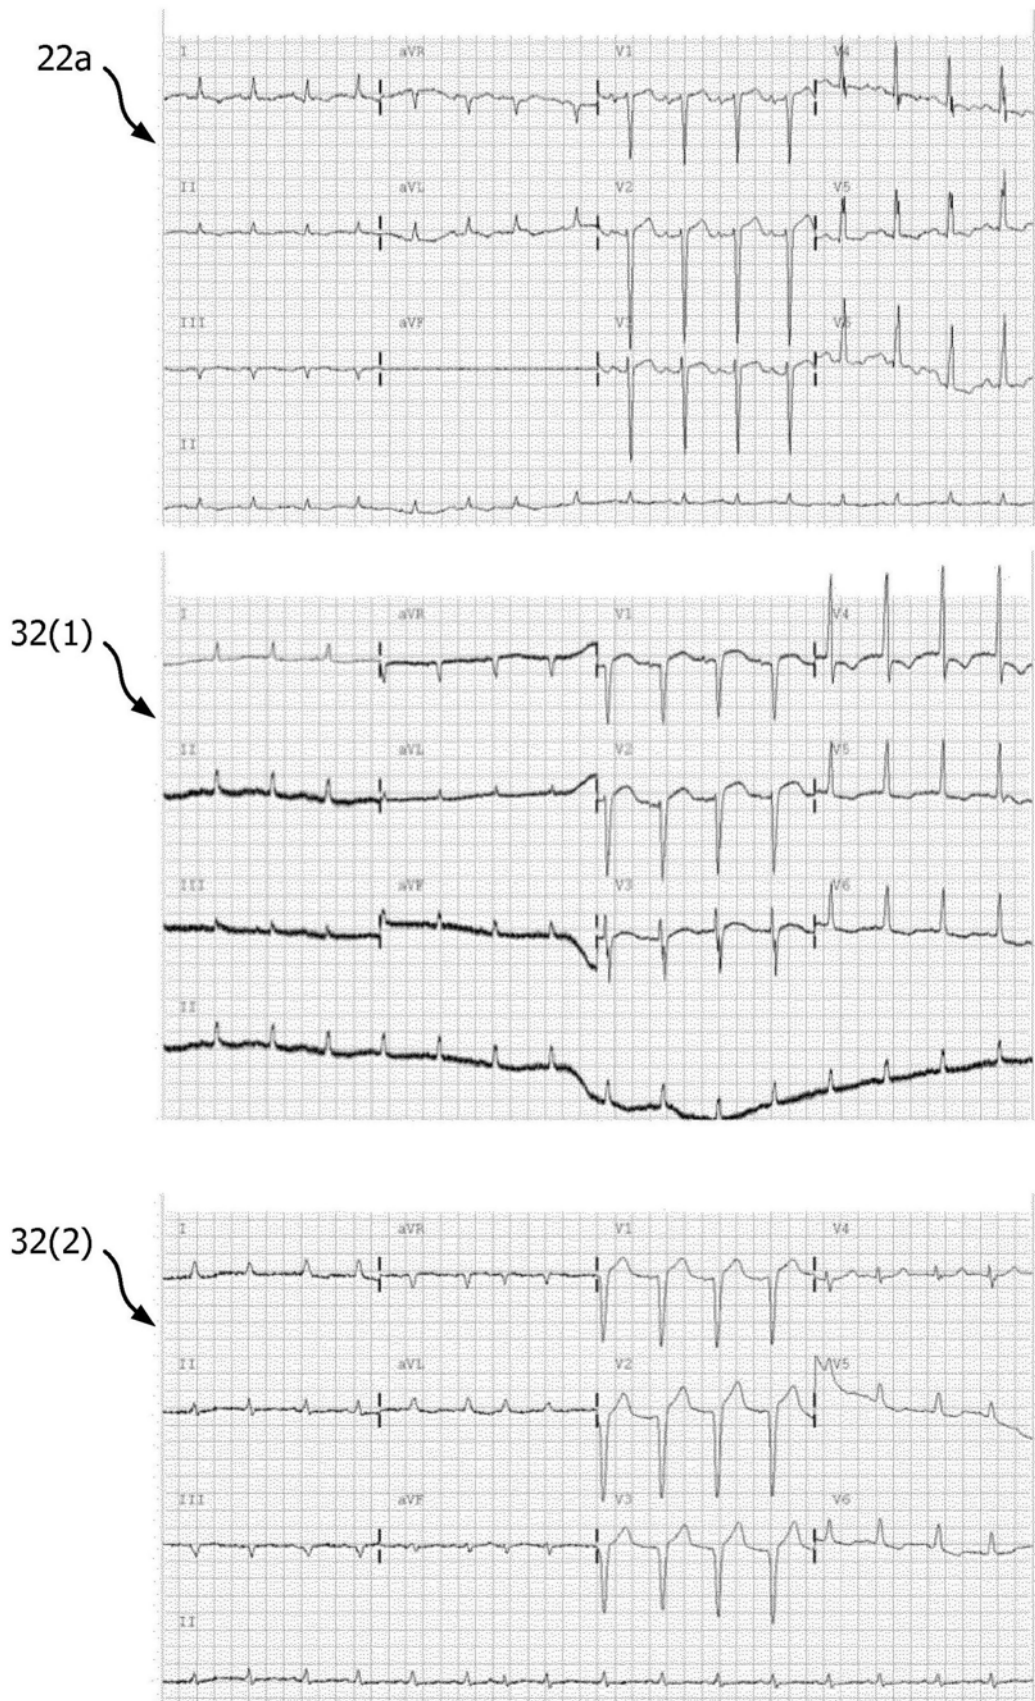 22a
I aVR V1 V4
II aVL V2 V5
III aVF V3 V6
II
32(1)
I aVR V1 V4
II aVL V2 V5
III aVF V3 V6
II
32(2)
I aVR V1 V4
II aVL V2 V5
III aVF V3 V6
II